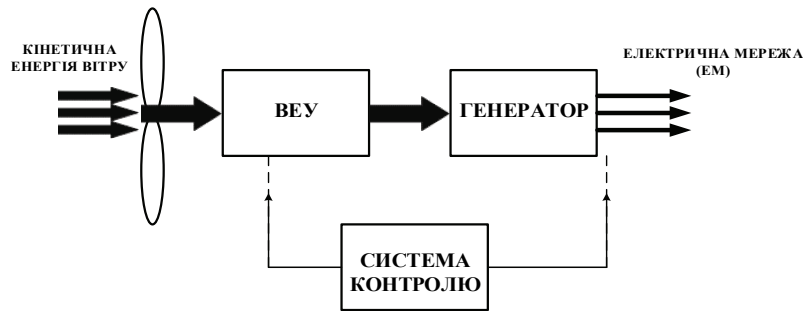 КІНЕТИЧНА
ЕНЕРГІЯ ВІТРУ
ВЕУ
ГЕНЕРАТОР
ЕЛЕКТРИЧНА МЕРЕЖА
(ЕМ)
СИСТЕМА
КОНТРОЛЮ